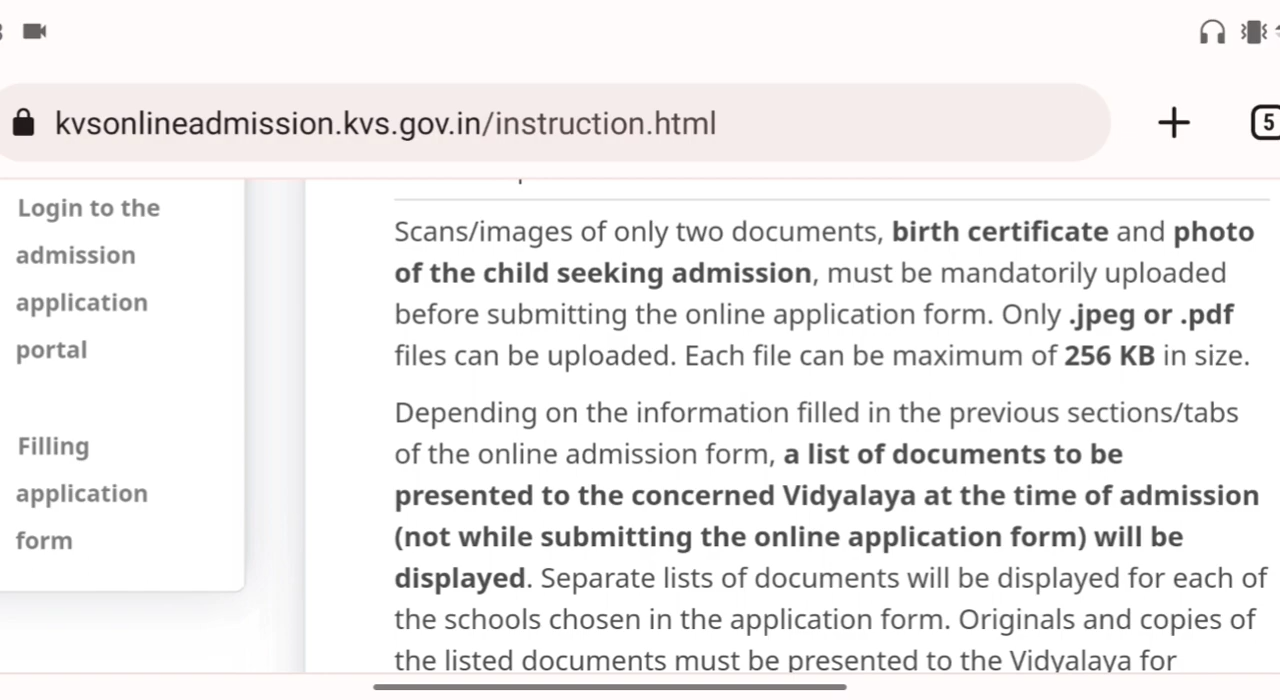 kvsonlineadmission.kvs.gov.in/instruction.html
5
Login to the
admission
application
portal
Filling
application
form
Scans/images of only two documents, birth certificate and photo
of the child seeking admission, must be mandatorily uploaded
before submitting the online application form. Only .jpeg or .pdf
files can be uploaded. Each file can be maximum of 256 KB in size.
Depending on the information filled in the previous sections/tabs
of the online admission form, a list of documents to be
presented to the concerned Vidyalaya at the time of admission
(not while submitting the online application form) will be
displayed. Separate lists of documents will be displayed for each of
the schools chosen in the application form. Originals and copies of
the listed documents must be presented to the Vidyalaya for